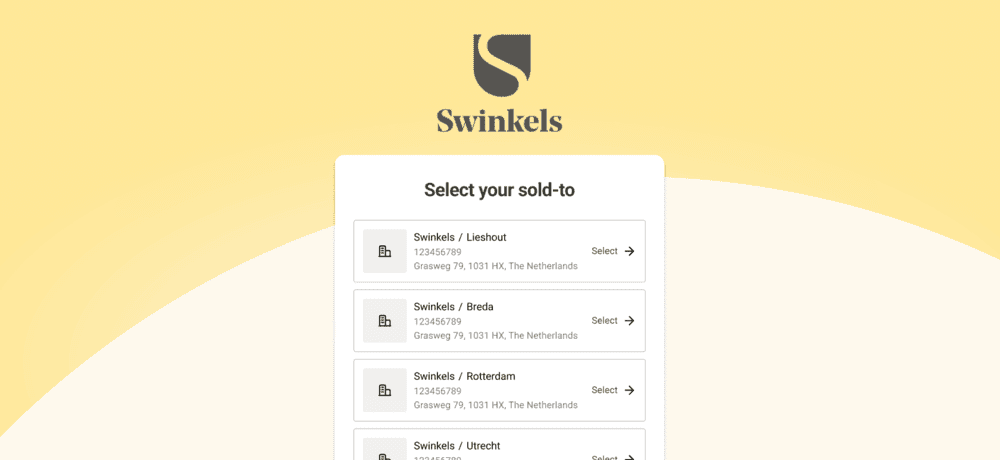 Swinkels
Select your sold-to
Swinkels / Lieshout
123456789
Select
Grasweg 79, 1031 HX, The Netherlands
Swinkels / Breda
123456789
Select
Grasweg 79, 1031 HX, The Netherlands
Swinkels / Rotterdam
123456789
Select
Grasweg 79, 1031 HX, The Netherlands
Swinkels / Utrecht
123456789
Select